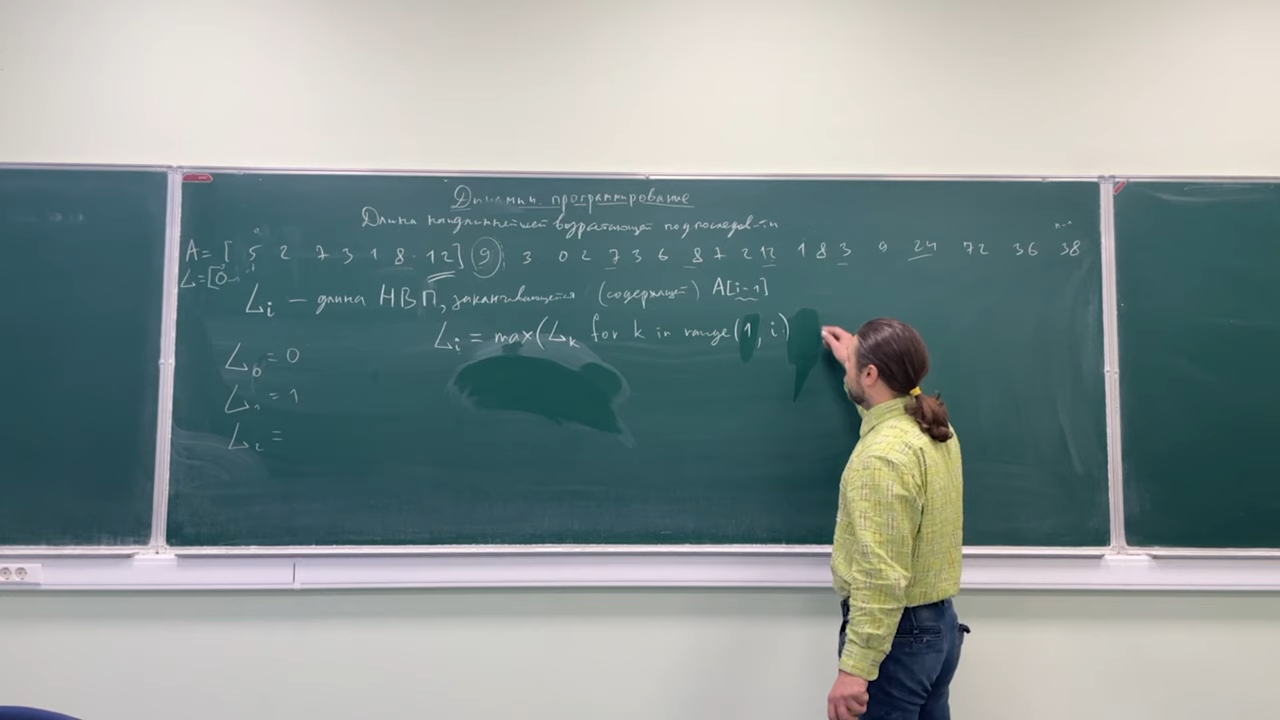 Динамич. программирование
Длина наидлиннейшей возрастающей подпоследов-ти
A = [ 5 2 7 3 1 8 12 ] 9 3 0 2 7 3 6 8 7 2 12 1 8 3 9 24 72 36 38
L = [0
Li – длина НВП, заканчивающейся (содержащей) A[i-1]
Li = max(Lk for k in range(1, i)
L0 = 0
L1 = 1
L2 =